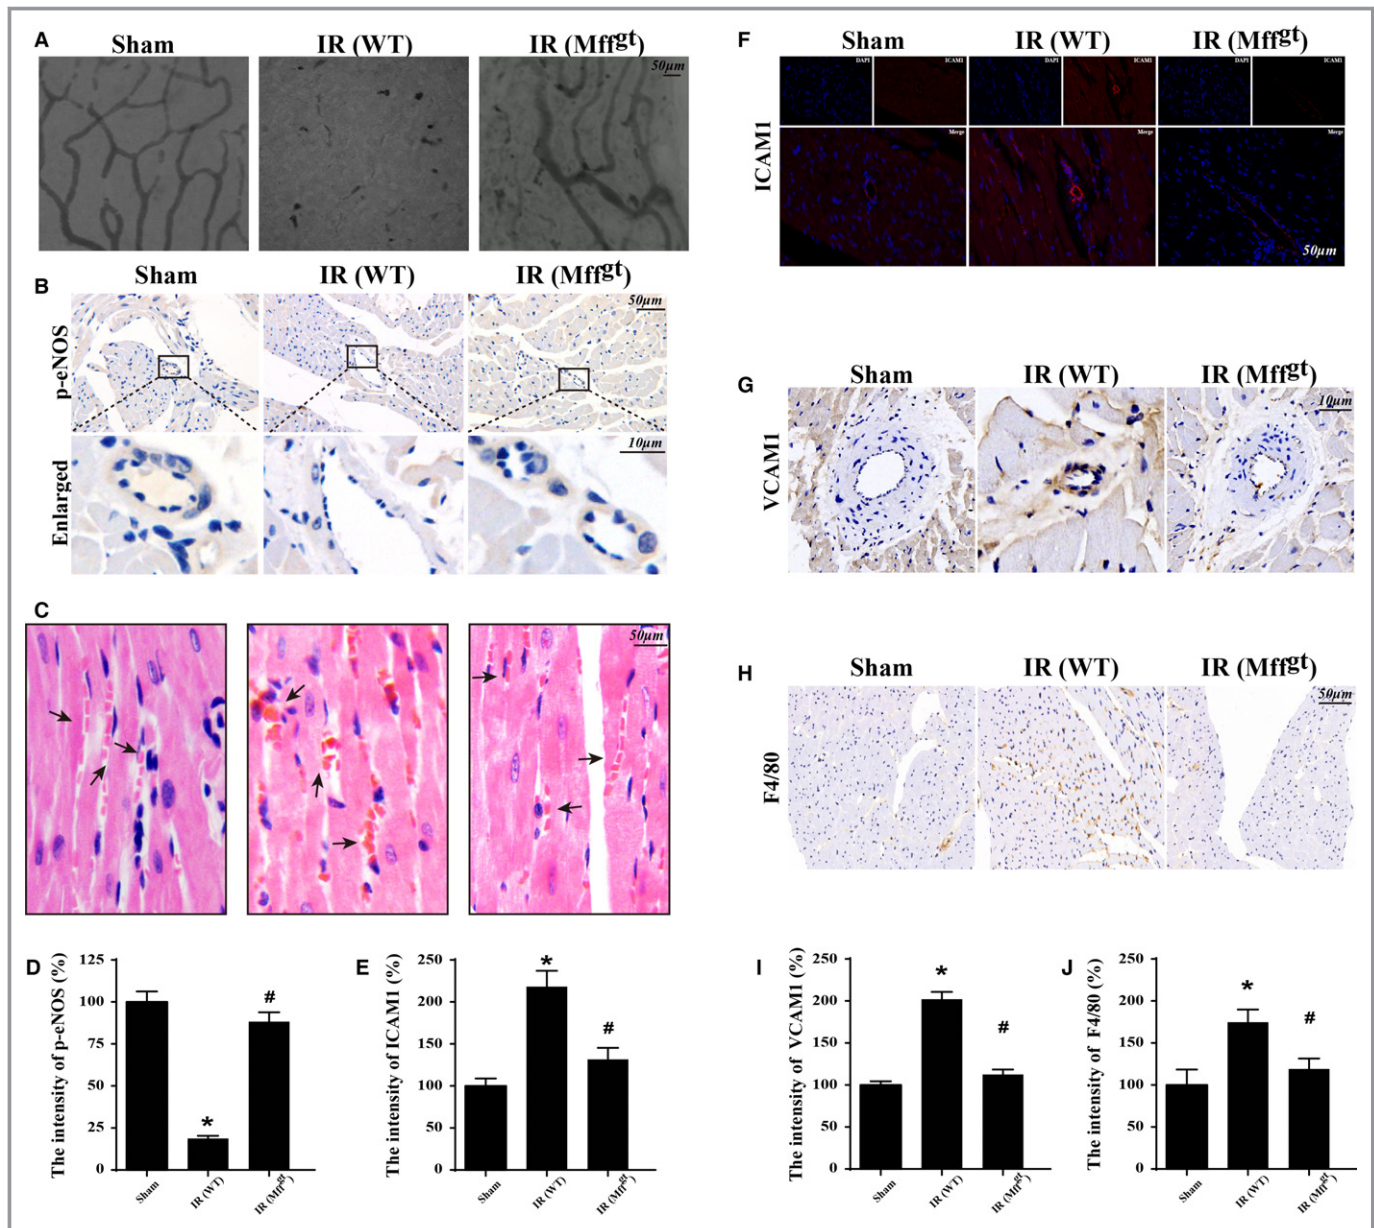 A
Sham
IR (WT)
IR (Mffgt)
50µm
B
Sham
IR (WT)
IR (Mffgt)
p-eNOS
50µm
Enlarged
10µm
C
50µm
D
The intensity of p-eNOS (%)
125
100
75
50
25
0
*
#
Sham
IR (WT)
IR (Mffgt)
E
The intensity of ICAM1 (%)
250
200
150
100
50
0
*
#
Sham
IR (WT)
IR (Mffgt)
F
Sham
IR (WT)
IR (Mffgt)
ICAM1
DAPI
ICAM1
DAPI
ICAM1
DAPI
ICAM1
Merge
Merge
Merge
50µm
G
Sham
IR (WT)
IR (Mffgt)
VCAM1
10µm
H
Sham
IR (WT)
IR (Mffgt)
F4/80
50µm
I
The intensity of VCAM1 (%)
250
200
150
100
50
0
*
#
Sham
IR (WT)
IR (Mffgt)
J
The intensity of F4/80 (%)
250
200
150
100
50
0
*
#
Sham
IR (WT)
IR (Mffgt)